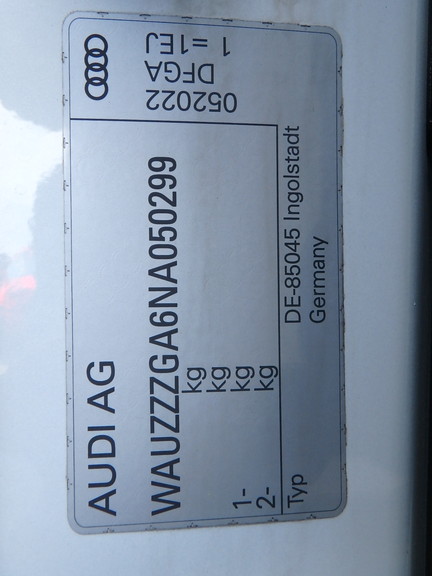 AUDI AG
WAUZZZGA6NA050299
kg
kg
1- kg
2- kg
Typ DE-85045 Ingolstadt
Germany
052022
DFGA
1 =1EJ